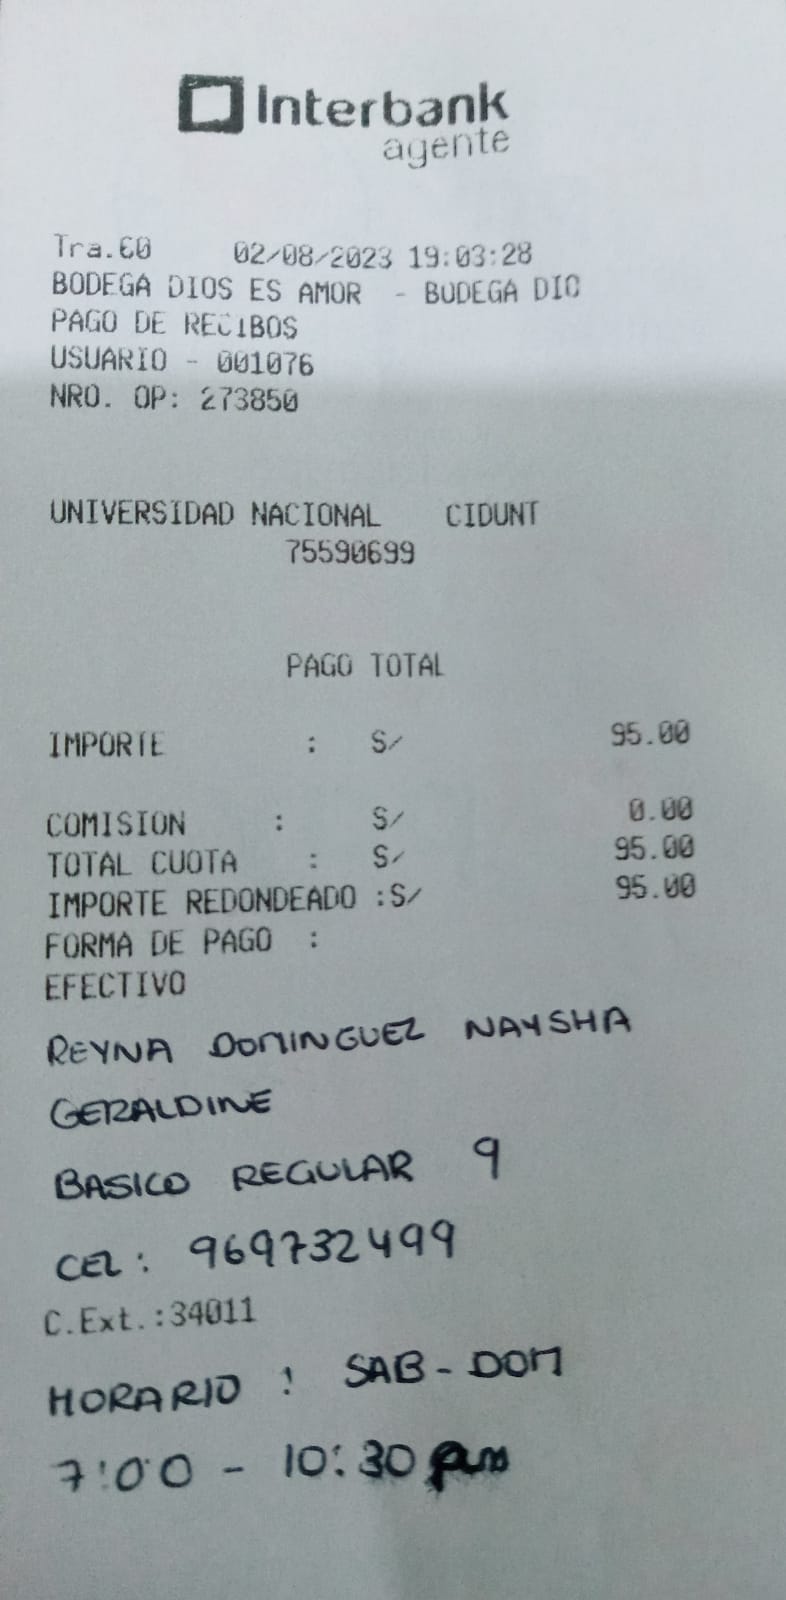 Interbank
agente
Tra.60 02/08/2023 19:03:28
BODEGA DIOS ES AMOR - BODEGA DIO
PAGO DE RECIBOS
USUARIO - 001076
NRO. OP: 273850
UNIVERSIDAD NACIONAL CIDUNT
75590699
PAGO TOTAL
IMPORTE : S/ 95.00
COMISION : S/ 0.00
TOTAL CUOTA : S/ 95.00
IMPORTE REDONDEADO :S/ 95.00
FORMA DE PAGO :
EFECTIVO
REYNA DOMINGUEZ NAYSHA
GERALDINE
BASICO REGULAR 9
CEL: 969732499
C.Ext.:34011
HORARIO : SAB - DOM
7:00 - 10:30